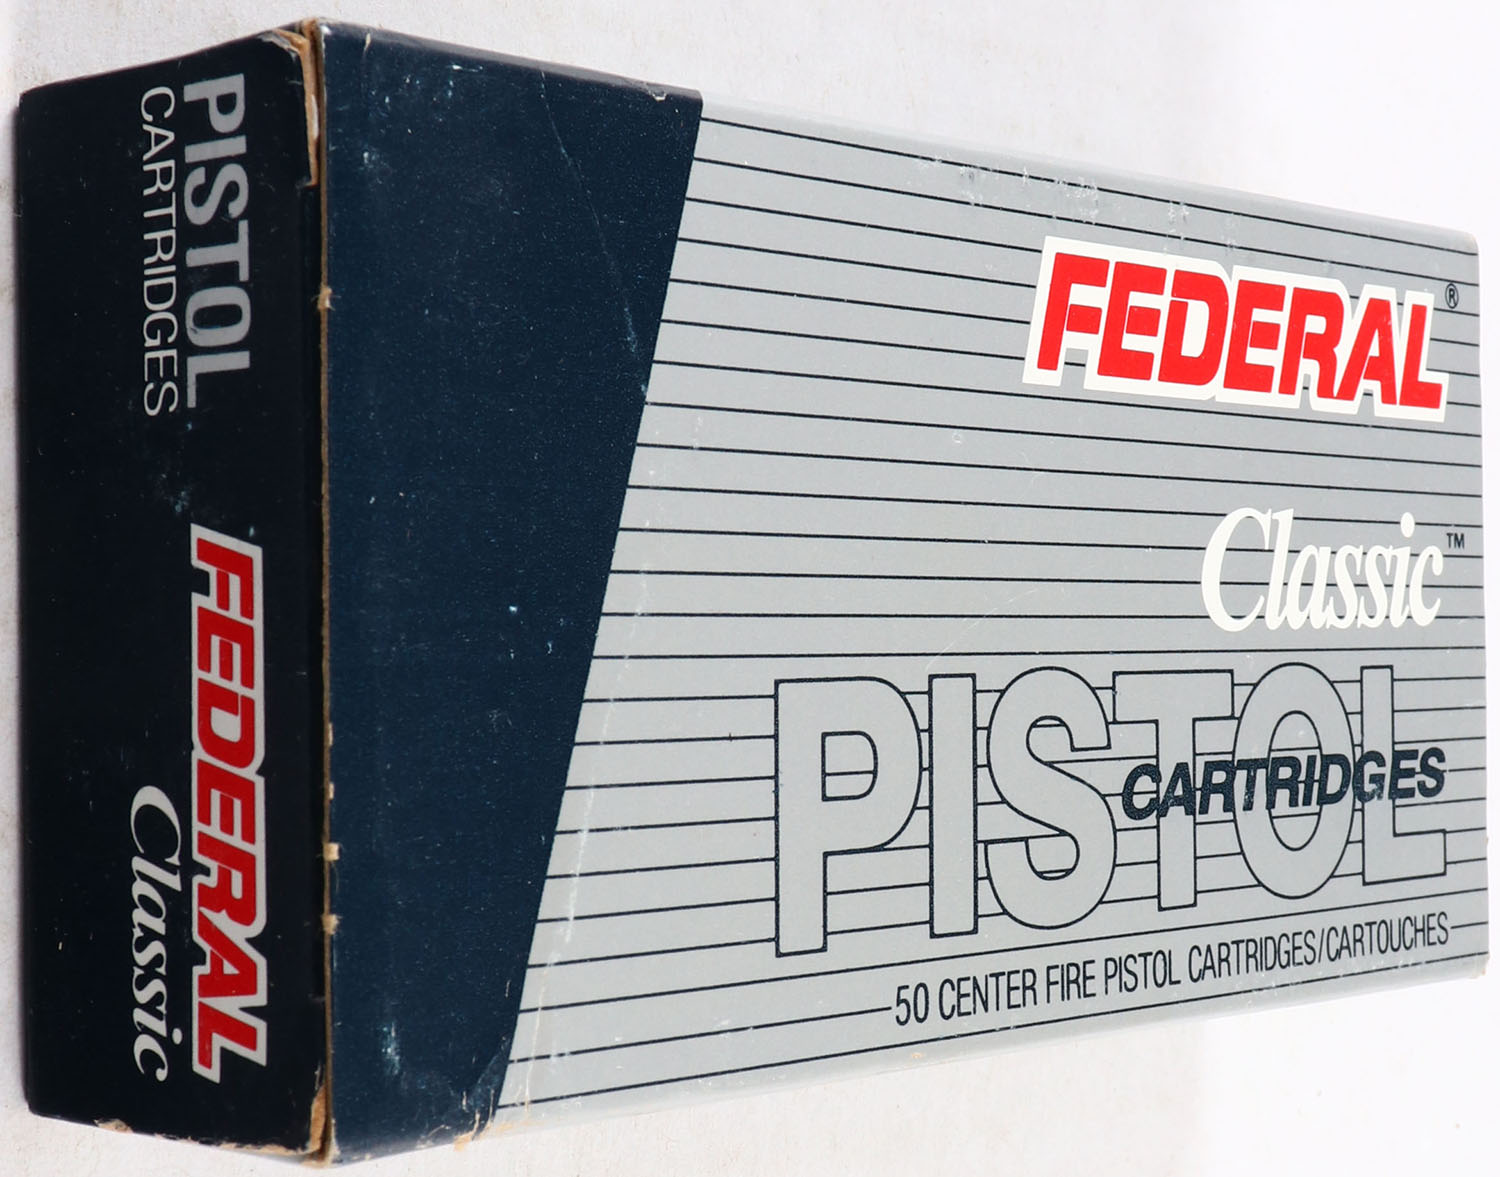 PISTOL
CARTRIDGES
FEDERAL
Classic
FEDERAL®
Classic™
PISTOL
CARTRIDGES
50 CENTER FIRE PISTOL CARTRIDGES/CARTOUCHES